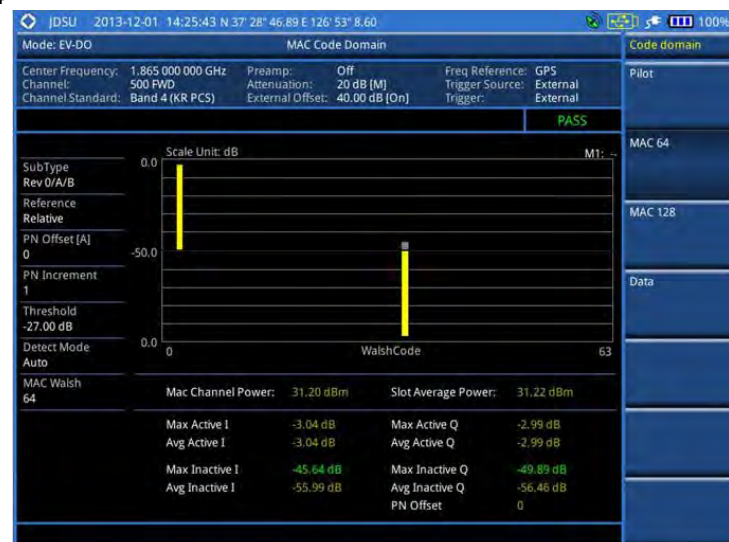 JDSU 2013-12-01 14:25:43 N 37' 28" 46.89 E 126' 53" 8.60 100%
Mode: EV-DO MAC Code Domain Code domain
Center Frequency: 1.865 000 000 GHz Preamp: Off Freq Reference: GPS
Channel: 500 FWD Attenuation: 20 dB [M] Trigger Source: External
Channel Standard: Band 4 (KR PCS) External Offset: 40.00 dB [On] Trigger: External
PASS
Pilot
MAC 64
MAC 128
Data
Scale Unit: dB M1: --
SubType
Rev 0/A/B
Reference
Relative
PN Offset [A]
0
PN Increment
1
Threshold
-27.00 dB
Detect Mode
Auto
MAC Walsh
64
0.0
-50.0
0.0
0 WalshCode 63
Mac Channel Power: 31.20 dBm Slot Average Power: 31.22 dBm
Max Active I -3.04 dB Max Active Q -2.99 dB
Avg Active I -3.04 dB Avg Active Q -2.99 dB
Max Inactive I -45.64 dB Max Inactive Q -49.89 dB
Avg Inactive I -55.99 dB Avg Inactive Q -56.46 dB
PN Offset 0